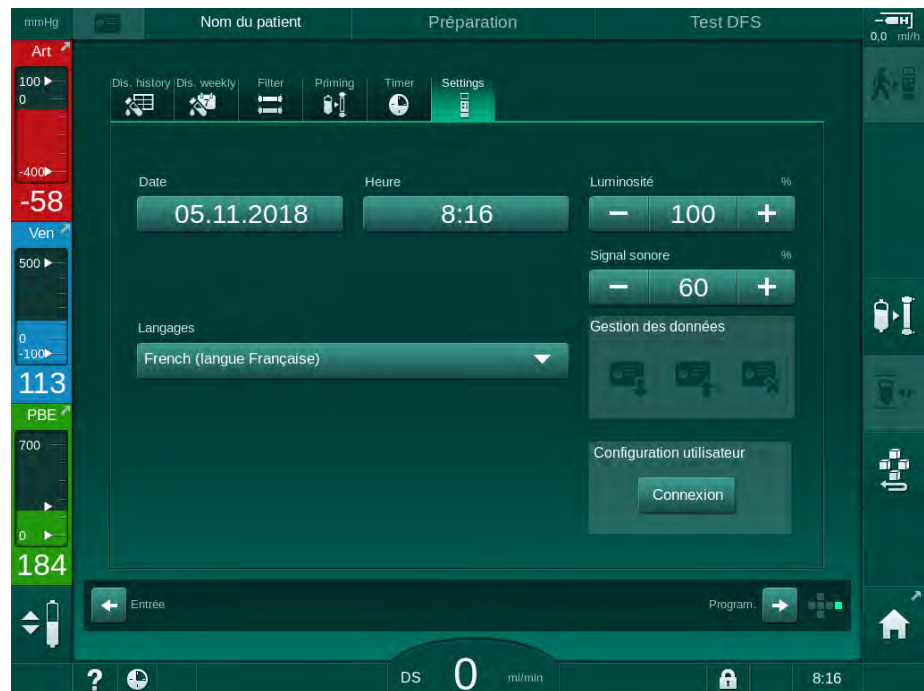 mmHg
Nom du patient
Préparation
Test DFS
0,0 ml/h
Art
100
0
-400
-58
Ven
500
0
-100
113
PBE
700
0
184
Dis. history
Dis. weekly
Filter
Priming
Timer
Settings
7
Date
Heure
Luminosité
%
05.11.2018
8:16
− 100 +
Signal sonore
%
− 60 +
Langages
Gestion des données
French (langue Française)
Configuration utilisateur
Connexion
Entrée
Program.
?
DS
0
ml/min
8:16